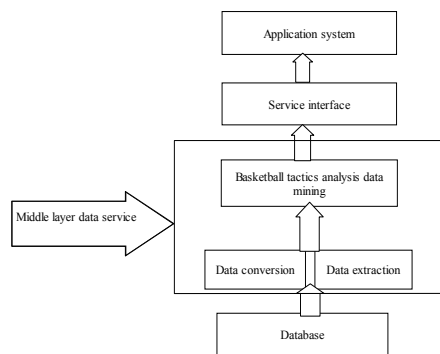 Application system
Service interface
Basketball tactics analysis data
mining
Middle layer data service
Data conversion
Data extraction
Database